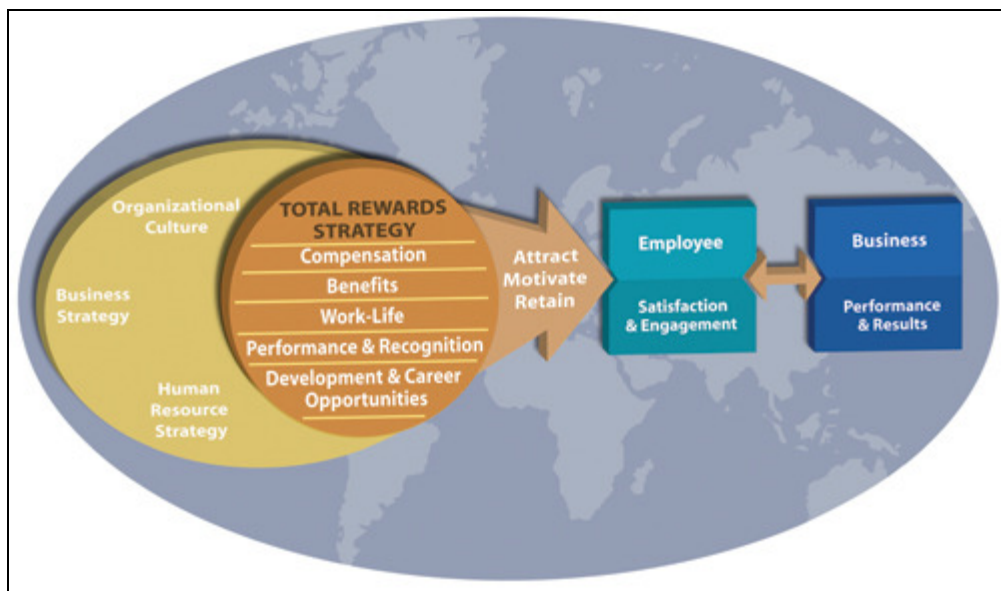 Organizational
Culture
Business
Strategy
Human
Resource
Strategy
TOTAL REWARDS
STRATEGY
Compensation
Benefits
Work-Life
Performance & Recognition
Development & Career
Opportunities
Attract
Motivate
Retain
Employee
Satisfaction
& Engagement
Business
Performance
& Results